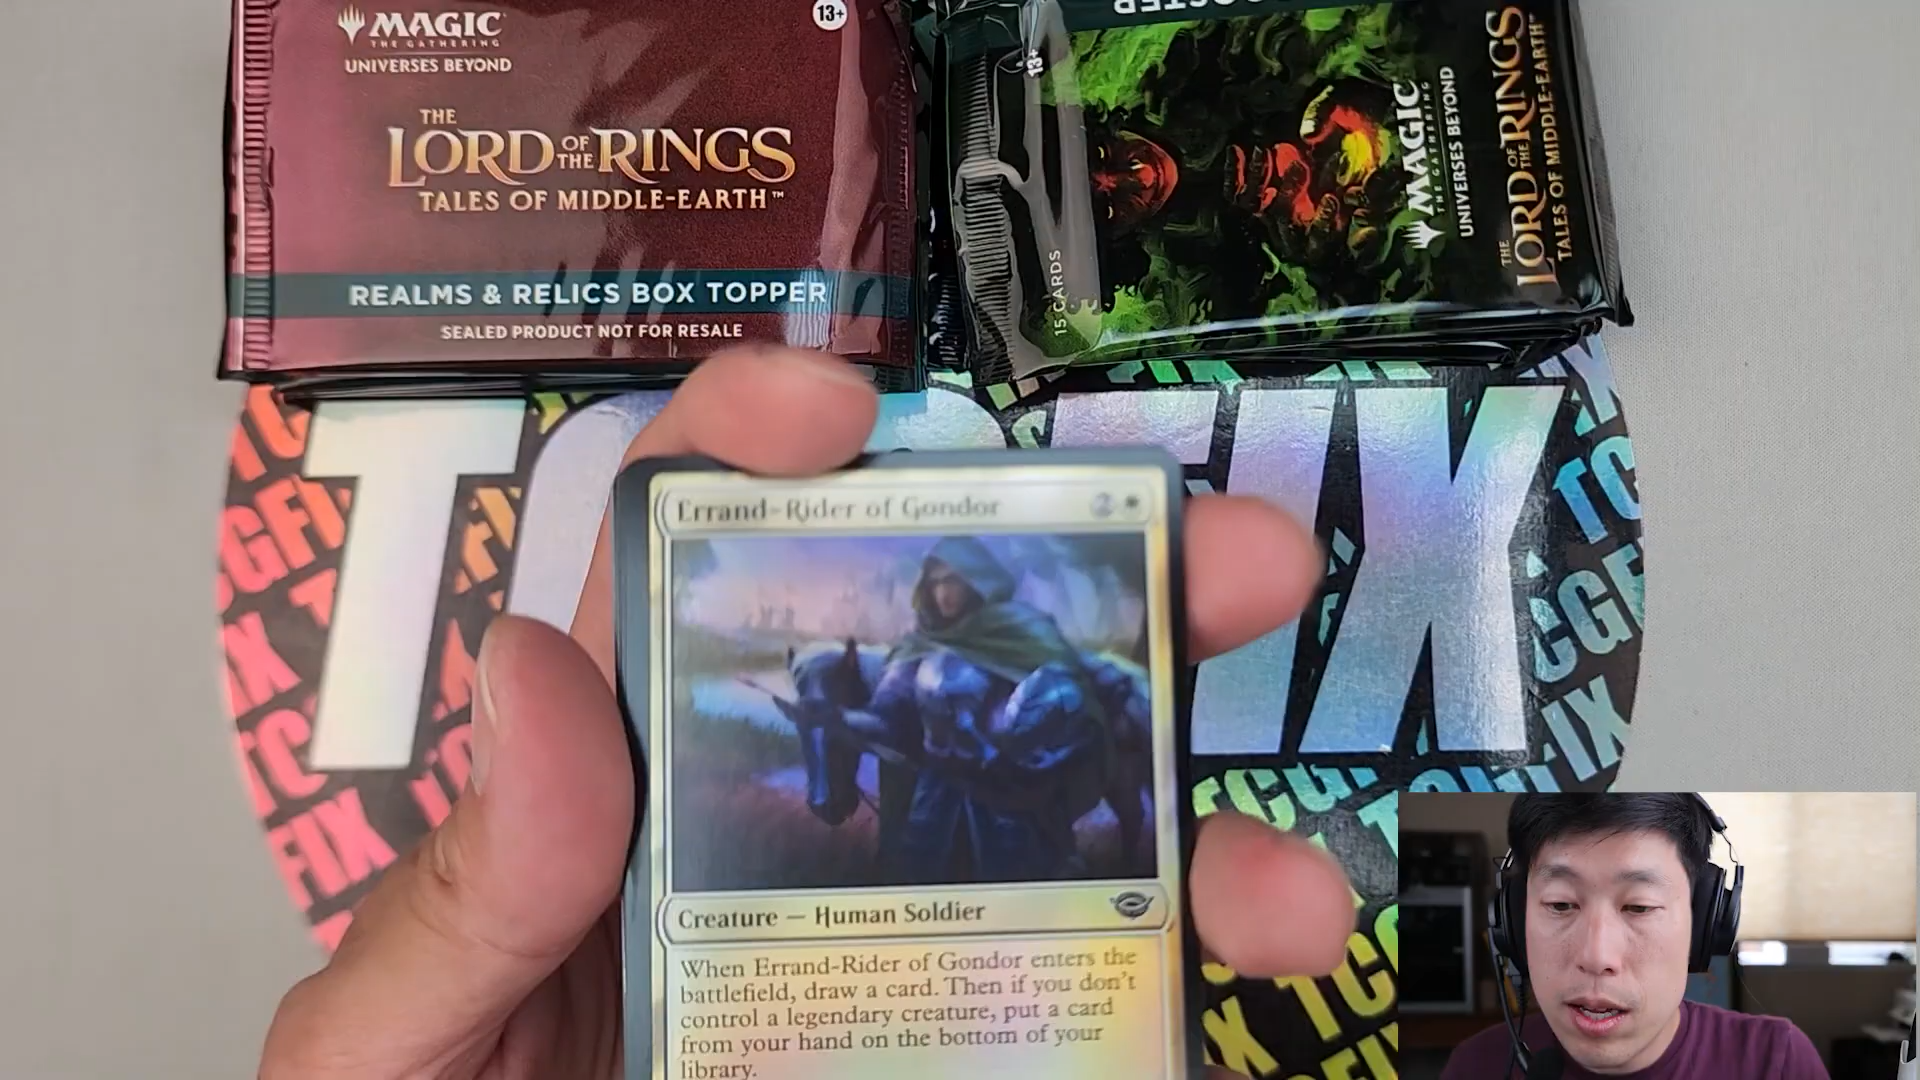 MAGIC
THE GATHERING
UNIVERSES BEYOND
13+
THE
LORD OF THE RINGS
TALES OF MIDDLE-EARTH™
REALMS & RELICS BOX TOPPER
SEALED PRODUCT NOT FOR RESALE
13+
15 CARDS
MAGIC
THE GATHERING
UNIVERSES BEYOND
THE
LORD OF THE RINGS
TALES OF MIDDLE-EARTH™
Errand-Rider of Gondor 2
Creature — Human Soldier
When Errand-Rider of Gondor enters the
battlefield, draw a card. Then if you don't
control a legendary creature, put a card
from your hand on the bottom of your
library.